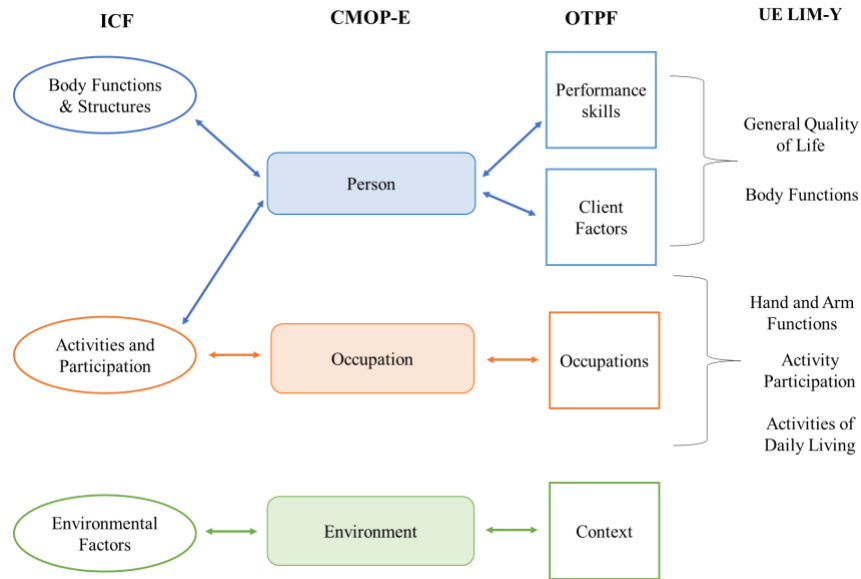 ICF
CMOP-E
OTPF
UE LIM-Y
Body Functions
& Structures
Person
Performance
skills
Client
Factors
General Quality
of Life
Body Functions
Activities and
Participation
Occupation
Occupations
Hand and Arm
Functions
Activity
Participation
Activities of
Daily Living
Environmental
Factors
Environment
Context